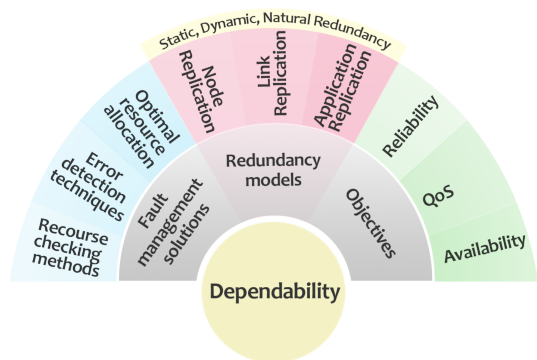 Static, Dynamic, Natural Redundancy
Node
Replication
Link
Replication
Application
Replication
Optimal
resource
allocation
Error
detection
techniques
Recourse
checking
methods
Reliability
QoS
Availability
Fault
management
solutions
Redundancy
models
Objectives
Dependability